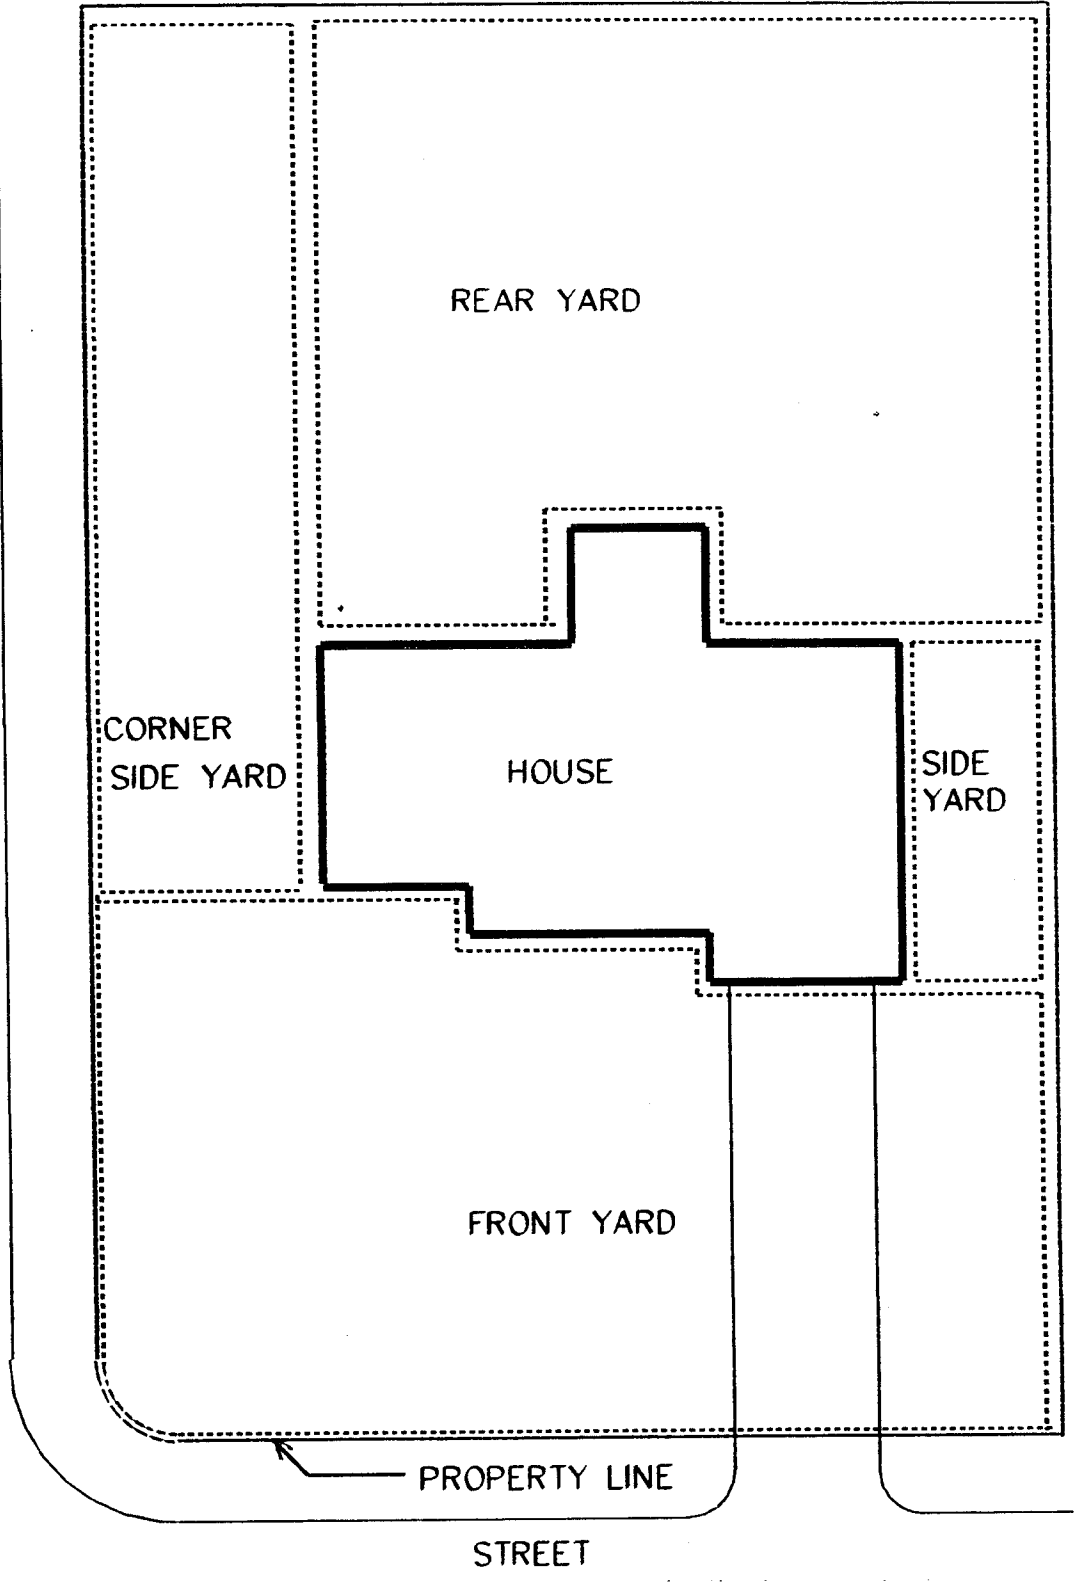 REAR YARD
CORNER
SIDE YARD
HOUSE
SIDE
YARD
FRONT YARD
PROPERTY LINE
STREET